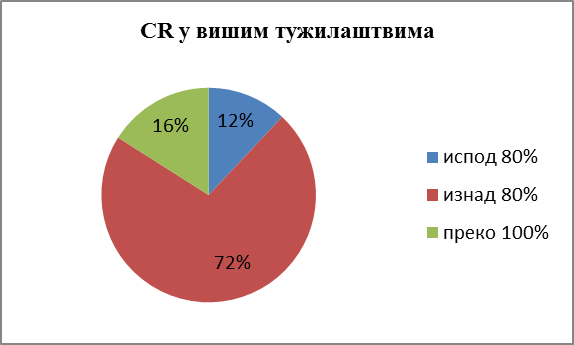 CR у вишим тужилаштвима
16%
12%
72%
испод 80%
изнад 80%
преко 100%